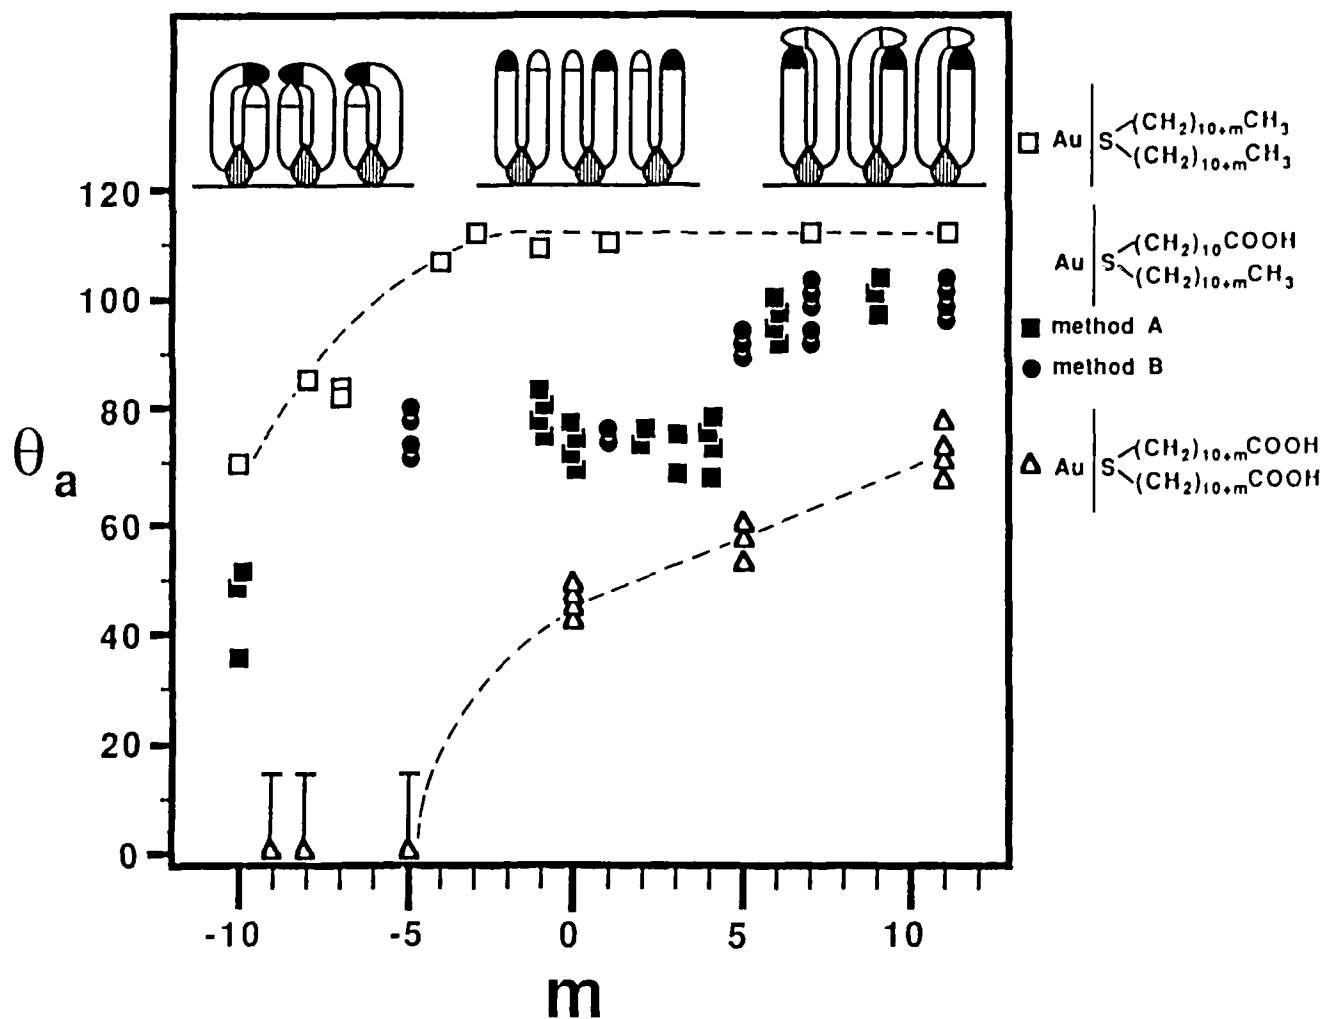 120
100
80
60
40
20
0
θa
-10 -5 0 5 10
m
Au S (CH2)10+mCH3
(CH2)10+mCH3
Au S (CH2)10COOH
(CH2)10+mCH3
method A
method B
Au S (CH2)10+mCOOH
(CH2)10+mCOOH